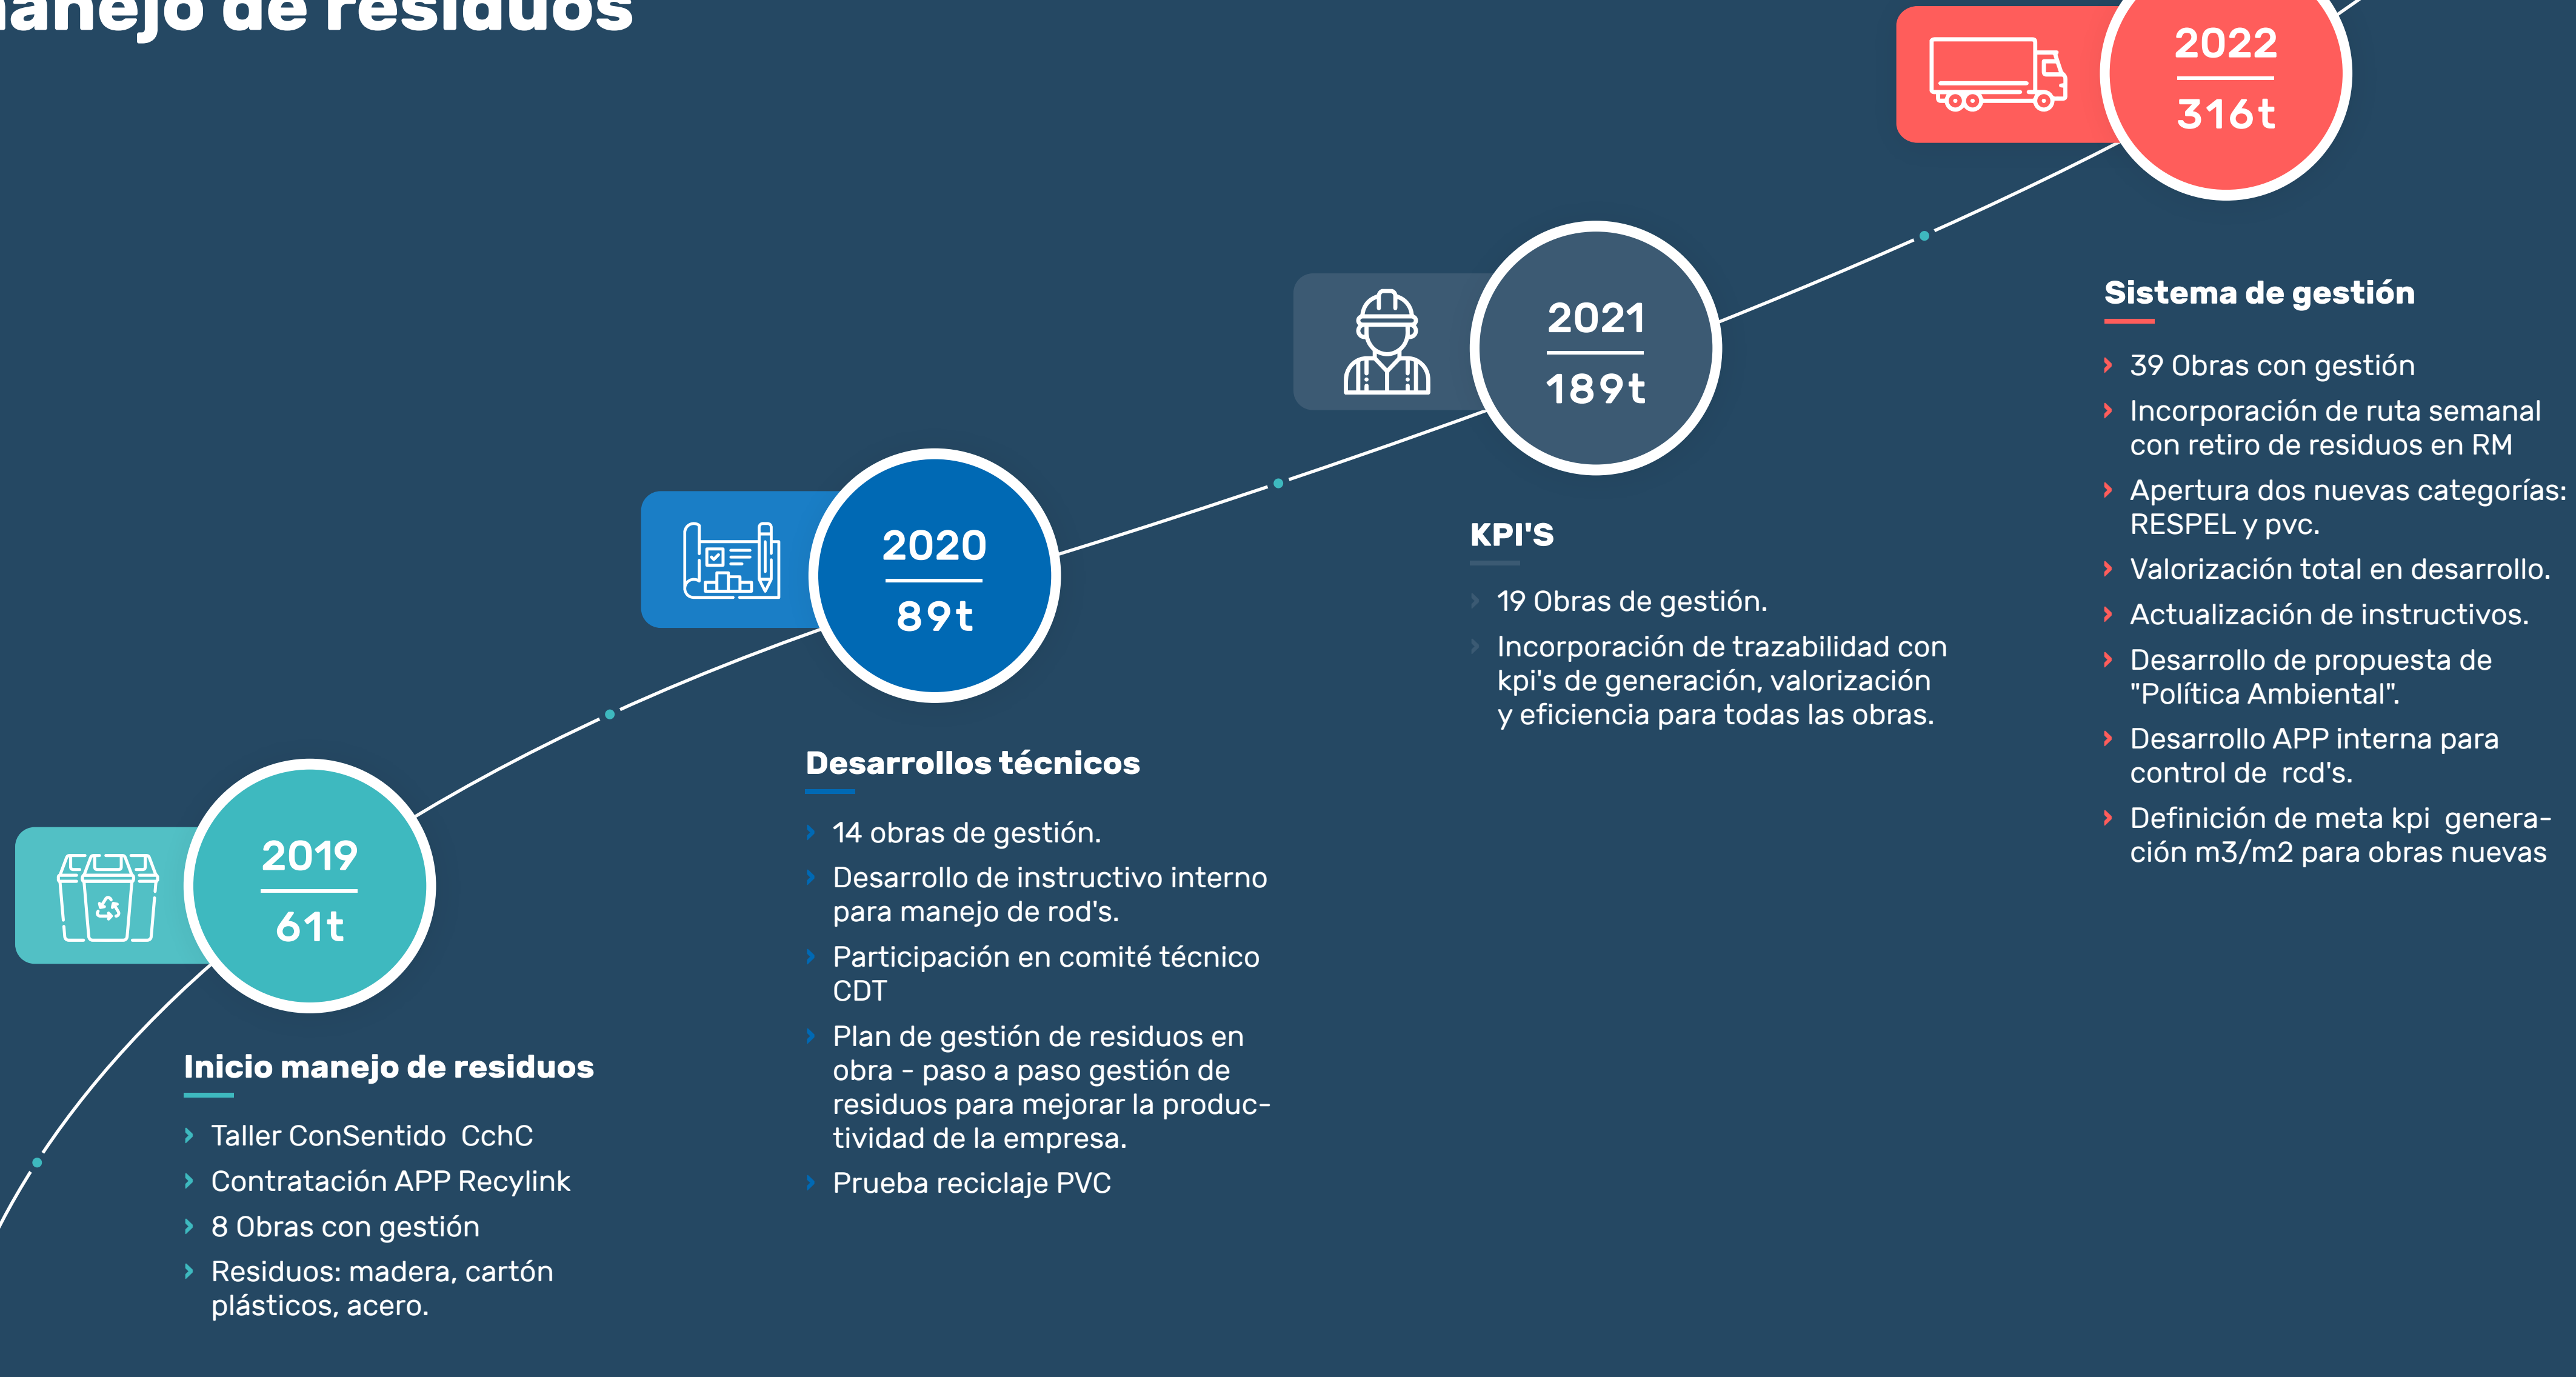 manejo de residuos
2019
61t
Inicio manejo de residuos
Taller ConSentido  CchC
Contratación APP Recylink
8 Obras con gestión
Residuos: madera, cartón
plásticos, acero.
2020
89t
Desarrollos técnicos
14 obras de gestión.
Desarrollo de instructivo interno
para manejo de rod's.
Participación en comité técnico
CDT
Plan de gestión de residuos en
obra - paso a paso gestión de
residuos para mejorar la produc-
tividad de la empresa.
Prueba reciclaje PVC
2021
189t
KPI'S
19 Obras de gestión.
Incorporación de trazabilidad con
kpi's de generación, valorización
y eficiencia para todas las obras.
2022
316t
Sistema de gestión
39 Obras con gestión
Incorporación de ruta semanal
con retiro de residuos en RM
Apertura dos nuevas categorías:
RESPEL y pvc.
Valorización total en desarrollo.
Actualización de instructivos.
Desarrollo de propuesta de
"Política Ambiental".
Desarrollo APP interna para
control de  rcd's.
Definición de meta kpi  genera-
ción m3/m2 para obras nuevas